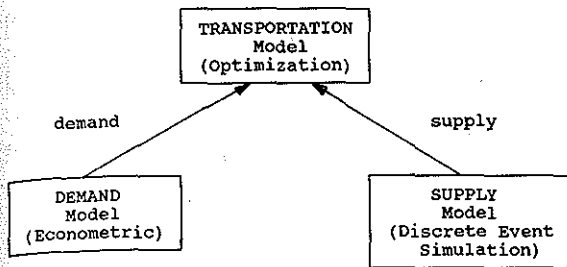 TRANSPORTATION
Model
(Optimization)
demand
supply
DEMAND
Model
(Econometric)
SUPPLY
Model
(Discrete Event
Simulation)